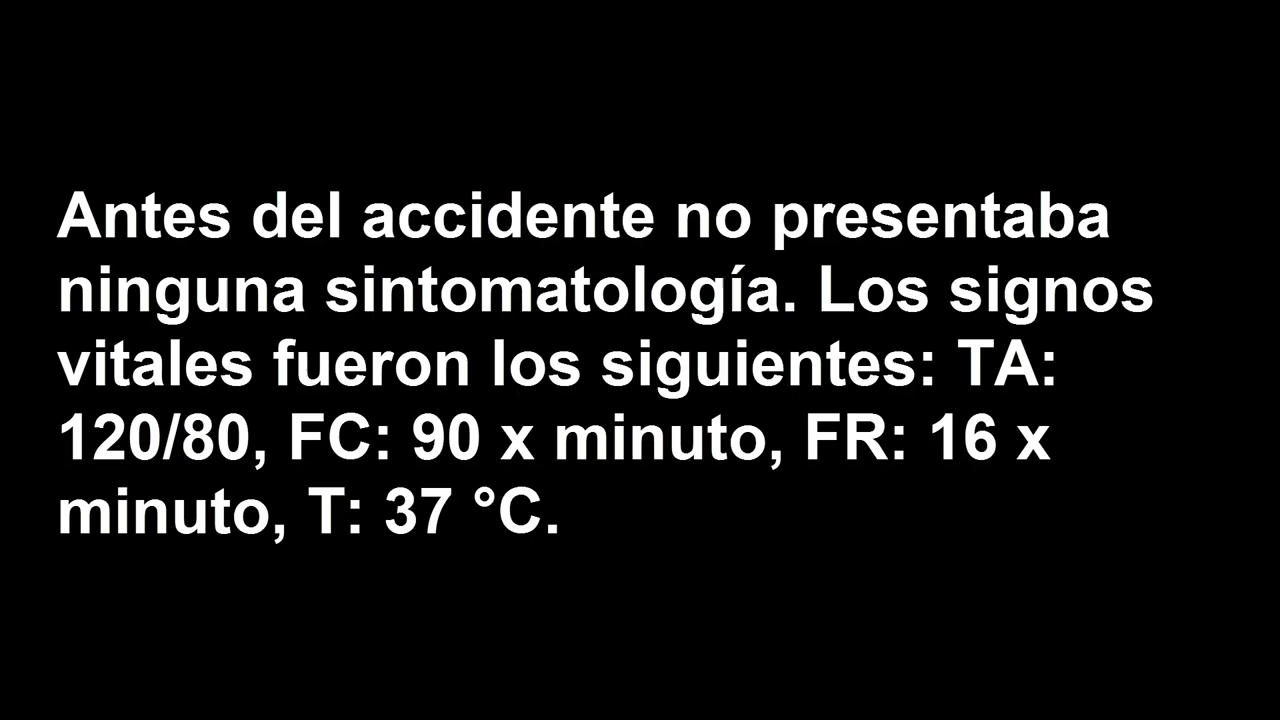 Antes del accidente no presentaba
ninguna sintomatología. Los signos
vitales fueron los siguientes: TA:
120/80, FC: 90 x minuto, FR: 16 x
minuto, T: 37 °C.